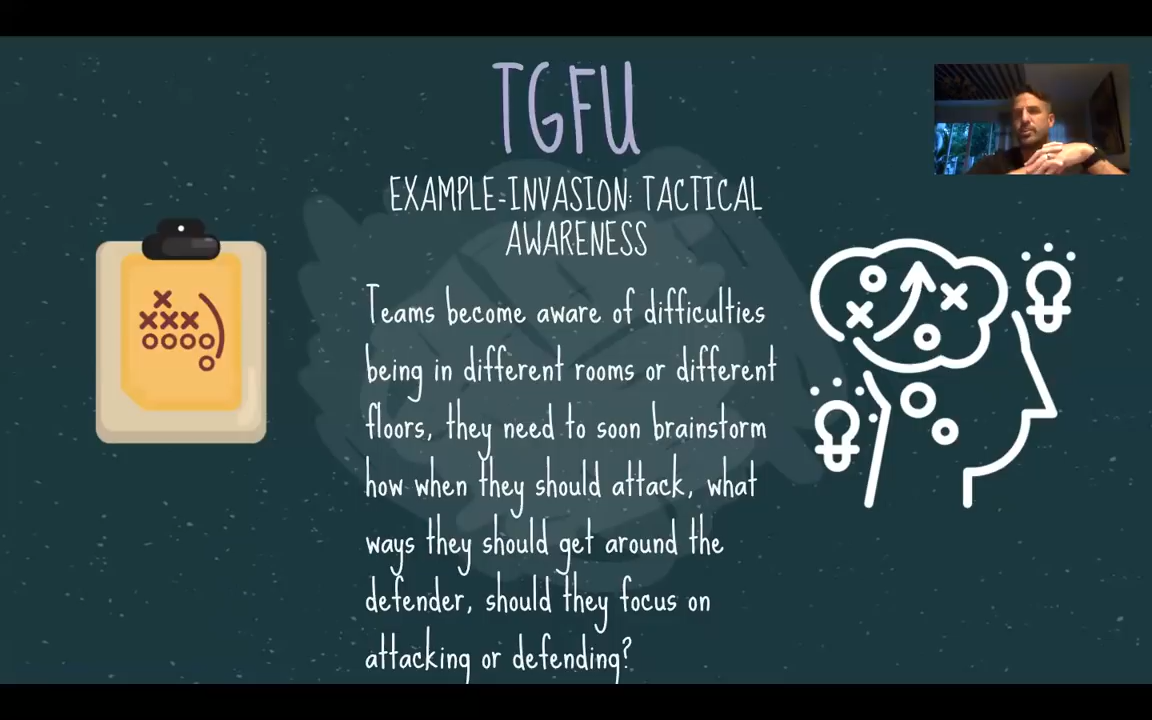 TGFU
EXAMPLE-INVASION: TACTICAL
AWARENESS
Teams become aware of difficulties
being in different rooms or different
floors, they need to soon brainstorm
how when they should attack, what
ways they should get around the
defender, should they focus on
attacking or defending?